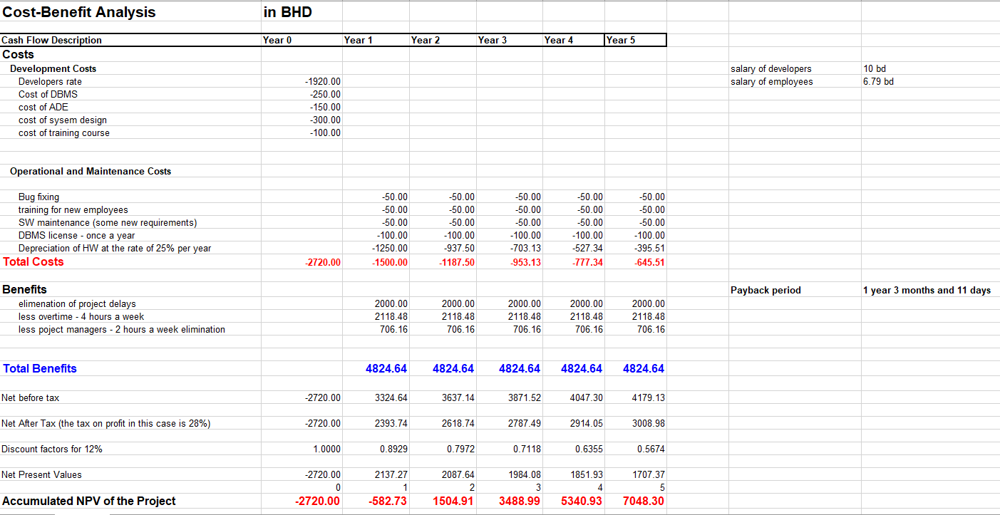 Cost-Benefit Analysis in BHD
Cash Flow Description Year 0 Year 1 Year 2 Year 3 Year 4 Year 5
Costs
Development Costs salary of developers 10 bd
Developers rate -1920.00 salary of employees 6.79 bd
Cost of DBMS -250.00
cost of ADE -150.00
cost of sysem design -300.00
cost of training course -100.00
Operational and Maintenance Costs
Bug fixing -50.00 -50.00 -50.00 -50.00 -50.00
training for new employees -50.00 -50.00 -50.00 -50.00 -50.00
SW maintenance (some new requirements) -50.00 -50.00 -50.00 -50.00 -50.00
DBMS license - once a year -100.00 -100.00 -100.00 -100.00 -100.00
Depreciation of HW at the rate of 25% per year -1250.00 -937.50 -703.13 -527.34 -395.51
Total Costs -2720.00 -1500.00 -1187.50 -953.13 -777.34 -645.51
Benefits Payback period 1 year 3 months and 11 days
elimenation of project delays 2000.00 2000.00 2000.00 2000.00 2000.00
less overtime - 4 hours a week 2118.48 2118.48 2118.48 2118.48 2118.48
less poject managers - 2 hours a week elimination 706.16 706.16 706.16 706.16 706.16
Total Benefits 4824.64 4824.64 4824.64 4824.64 4824.64
Net before tax -2720.00 3324.64 3637.14 3871.52 4047.30 4179.13
Net After Tax (the tax on profit in this case is 28%) -2720.00 2393.74 2618.74 2787.49 2914.05 3008.98
Discount factors for 12% 1.0000 0.8929 0.7972 0.7118 0.6355 0.5674
Net Present Values -2720.00 2137.27 2087.64 1984.08 1851.93 1707.37
0 1 2 3 4 5
Accumulated NPV of the Project -2720.00 -582.73 1504.91 3488.99 5340.93 7048.30